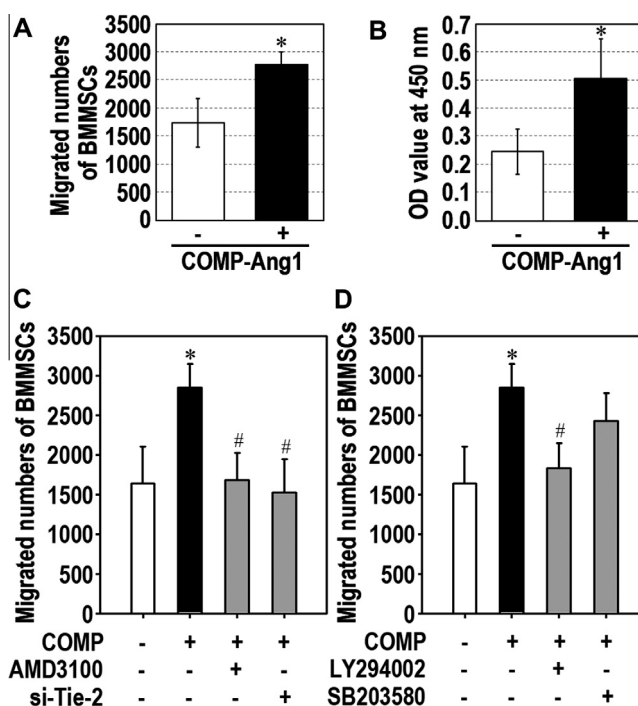 A
Migrated numbers
of BMMSCs
3500
3000
2500
2000
1500
1000
500
0
*
- +
COMP-Ang1
B
OD value at 450 nm
0.7
0.6
0.5
0.4
0.3
0.2
0.1
0.0
*
- +
COMP-Ang1
C
Migrated numbers of BMMSCs
3500
3000
2500
2000
1500
1000
500
0
*
# #
COMP - + + +
AMD3100 - - + -
si-Tie-2 - - - +
D
Migrated numbers of BMMSCs
3500
3000
2500
2000
1500
1000
500
0
*
#
COMP - + + +
LY294002 - - + -
SB203580 - - - +